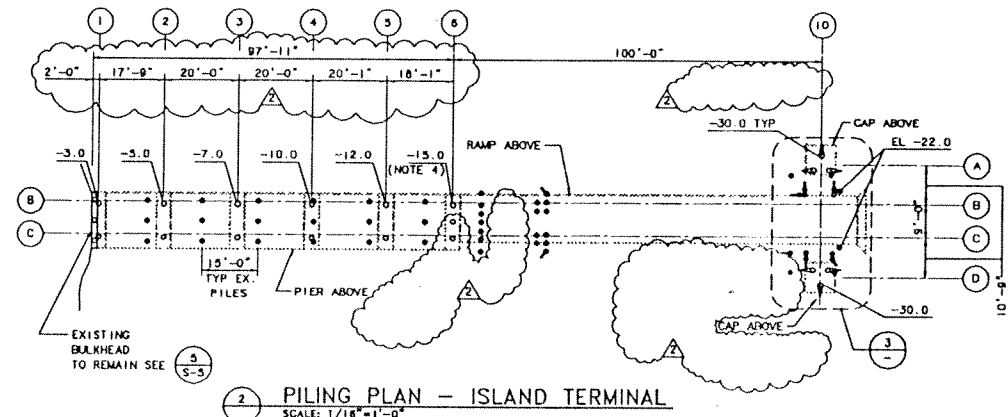 1 2 3 4 5 6 10
97'-11" 100'-0"
2'-0" 17'-9" 20'-0" 20'-0" 20'-1" 18'-1"
2 2
-30.0 TYP CAP ABOVE
-3.0 -5.0 -7.0 -10.0 -12.0 -15.0 RAMP ABOVE EL -22.0
(NOTE 4)
A
B B
C C
D
15'-0"
TYP EX.
PILES
PIER ABOVE
2
10'-9"
-30.0
CAP ABOVE
2
3
-
EXISTING
BULKHEAD
TO REMAIN SEE
5
S-5
2 PILING PLAN - ISLAND TERMINAL
SCALE: 1/16"=1'-0"